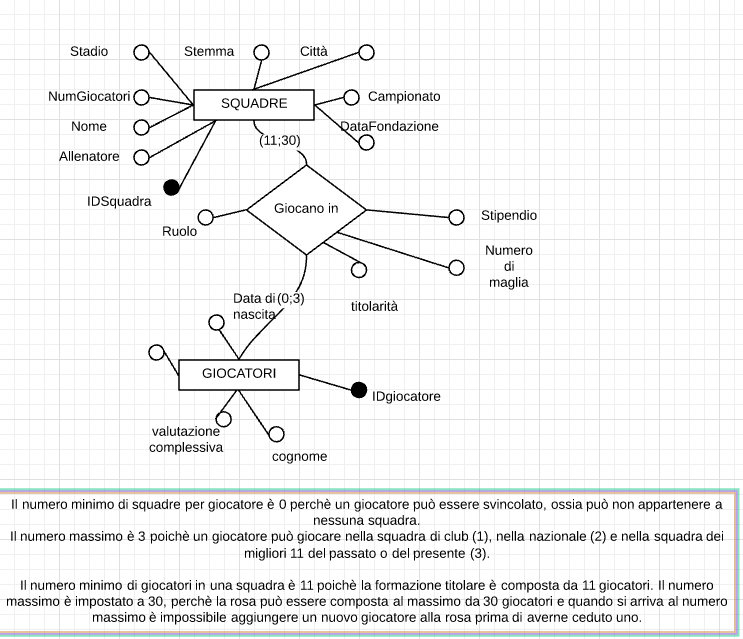 Stadio
Stemma
Città
NumGiocatori
SQUADRE
Campionato
Nome
DataFondazione
Allenatore
(11;30)
IDSquadra
Giocano in
Ruolo
Stipendio
Numero
di
maglia
titolarità
Data di
nascita
(0;3)
GIOCATORI
IDgiocatore
valutazione
complessiva
cognome
Il numero minimo di squadre per giocatore è 0 perchè un giocatore può essere svincolato, ossia può non appartenere a
nessuna squadra.
Il numero massimo è 3 poichè un giocatore può giocare nella squadra di club (1), nella nazionale (2) e nella squadra dei
migliori 11 del passato o del presente (3).
Il numero minimo di giocatori in una squadra è 11 poichè la formazione titolare è composta da 11 giocatori. Il numero
massimo è impostato a 30, perchè la rosa può essere composta al massimo da 30 giocatori e quando si arriva al numero
massimo è impossibile aggiungere un nuovo giocatore alla rosa prima di averne ceduto uno.